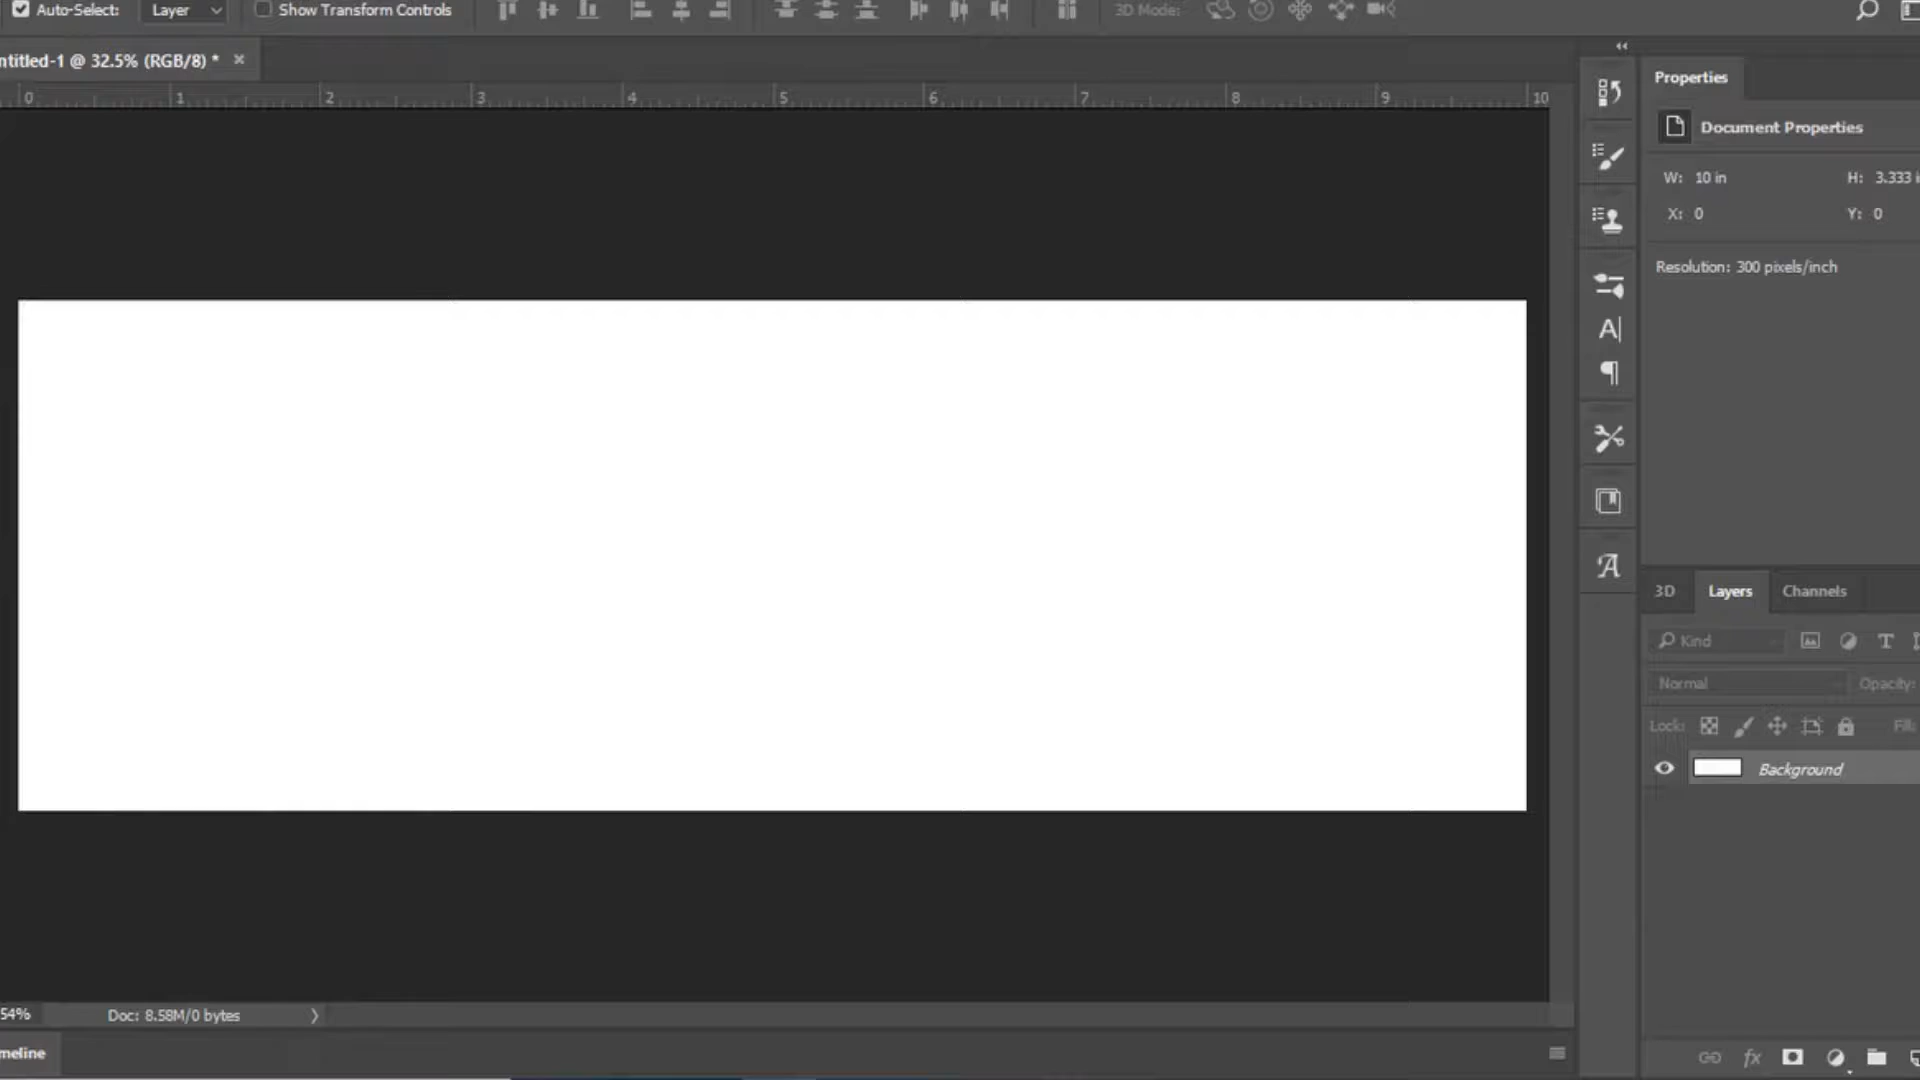 Auto-Select: Layer Show Transform Controls 3D Mode:
ntitled-1 @ 32.5% (RGB/8) *
0 1 2 3 4 5 6 7 8 9 10
Properties
Document Properties
W: 10 in H: 3.333 i
X: 0 Y: 0
Resolution: 300 pixels/inch
3D Layers Channels
Kind
Normal Opacity:
Lock: Fill:
Background
54% Doc: 8.58M/0 bytes
meline
fx